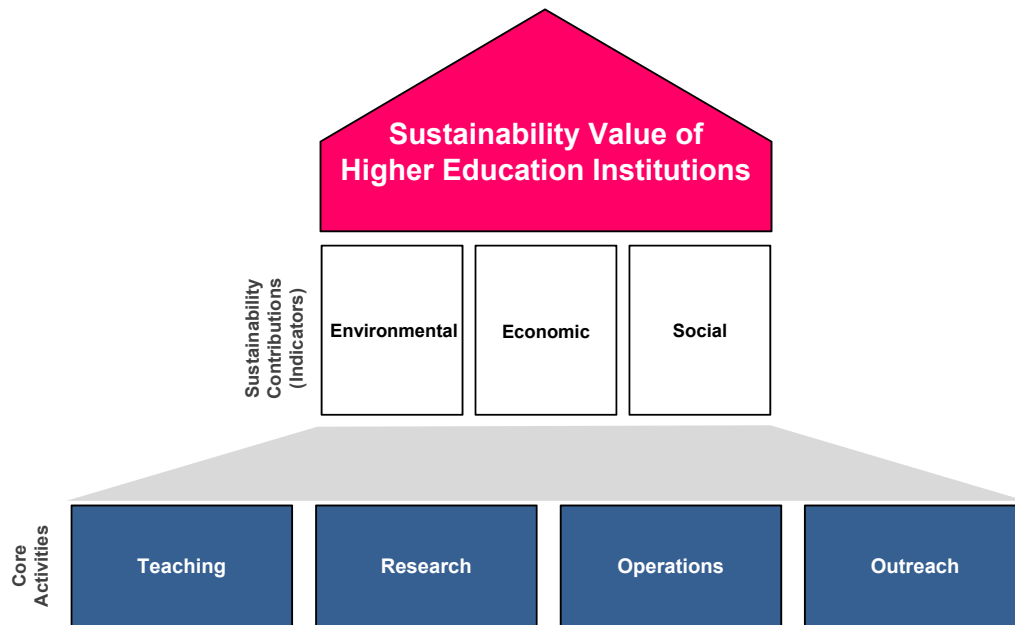 Sustainability Value of
Higher Education Institutions
Sustainability
Contributions
(Indicators)
Environmental
Economic
Social
Core
Activities
Teaching
Research
Operations
Outreach